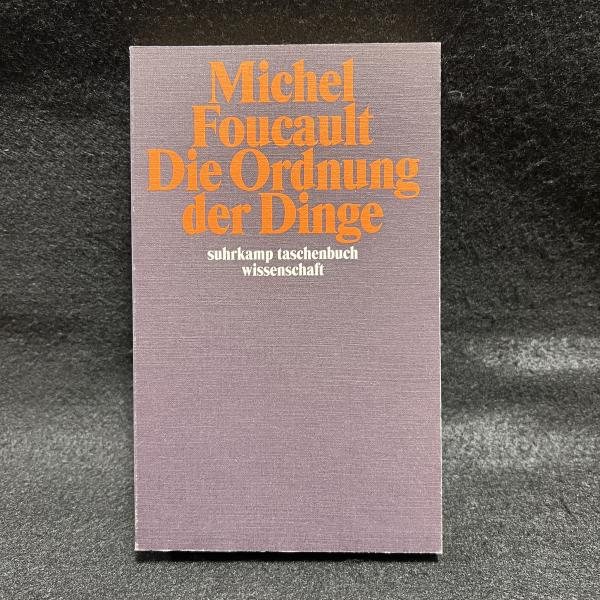 Michel
Foucault
Die Ordnung
der Dinge
suhrkamp taschenbuch
wissenschaft